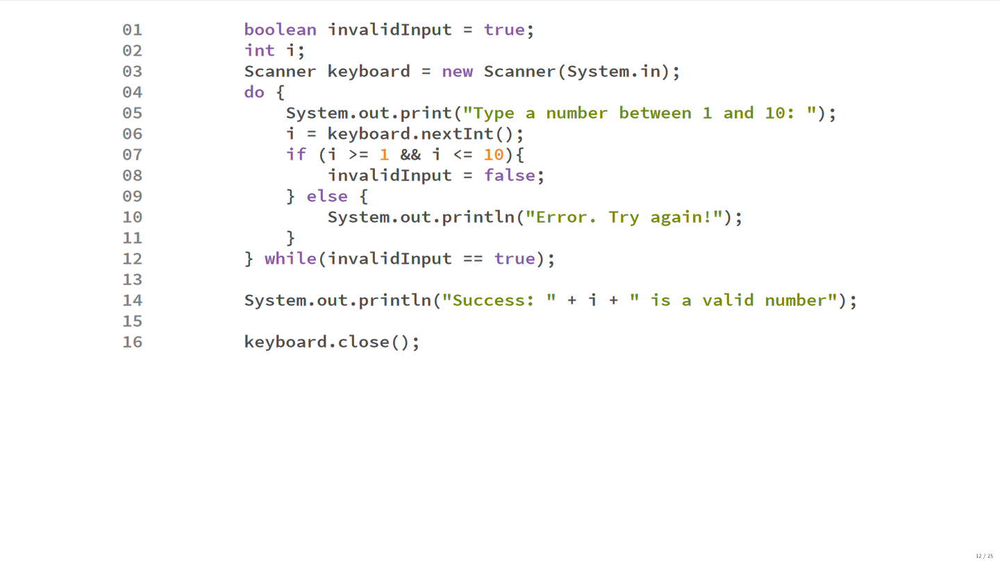 01 boolean invalidInput = true;
02 int i;
03 Scanner keyboard = new Scanner(System.in);
04 do {
05     System.out.print("Type a number between 1 and 10: ");
06     i = keyboard.nextInt();
07     if (i >= 1 && i <= 10){
08         invalidInput = false;
09     } else {
10         System.out.println("Error. Try again!");
11     }
12 } while(invalidInput == true);
13
14 System.out.println("Success: " + i + " is a valid number");
15
16 keyboard.close();
12 / 25